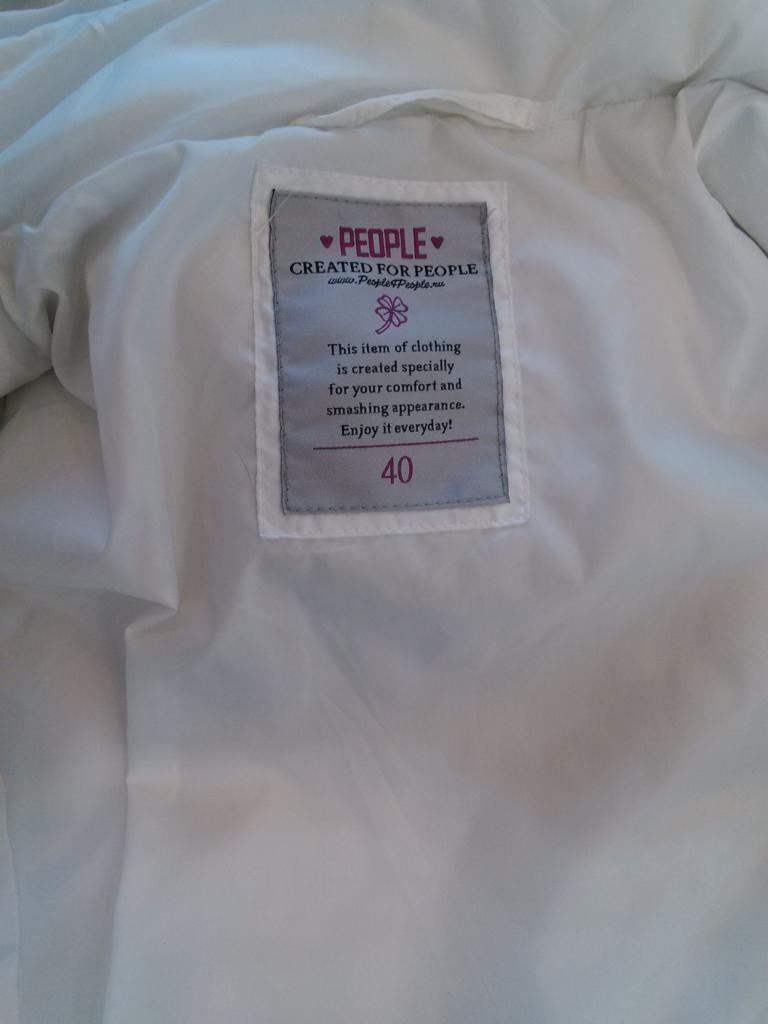 PEOPLE
CREATED FOR PEOPLE
www.People4People.ru
This item of clothing
is created specially
for your comfort and
smashing appearance.
Enjoy it everyday!
40